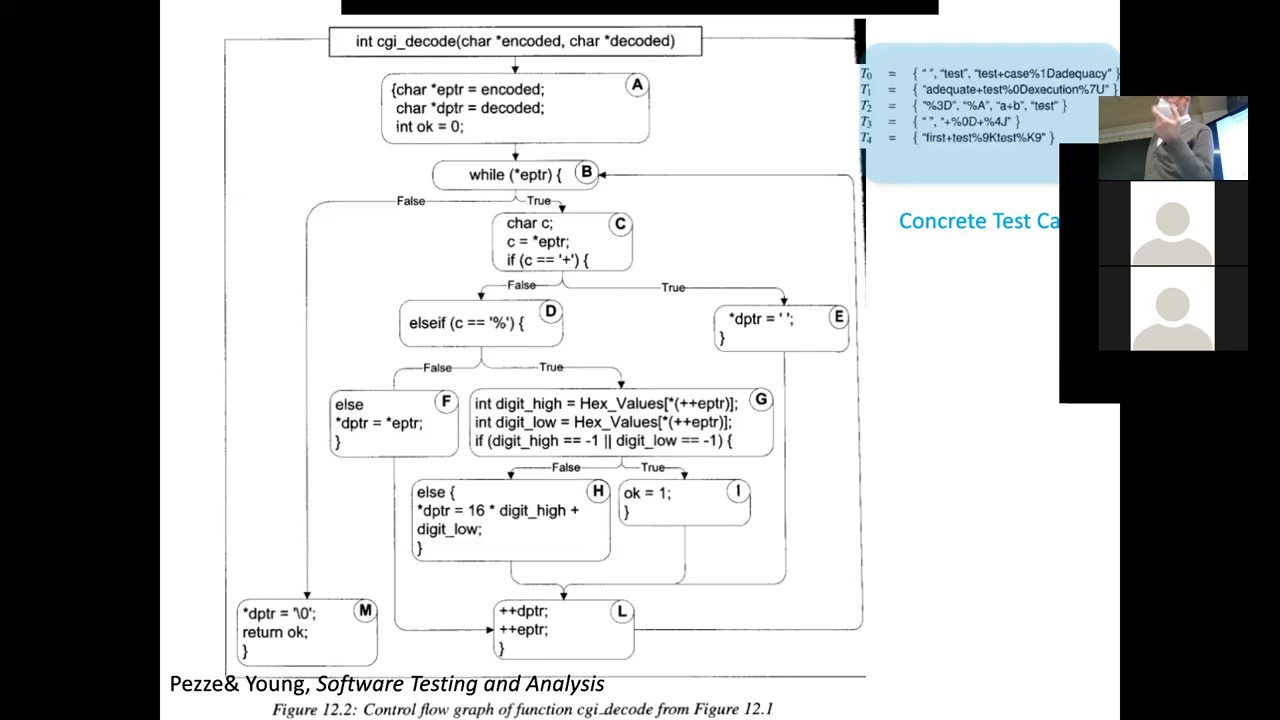 int cgi_decode(char *encoded, char *decoded)
{char *eptr = encoded;
char *dptr = decoded;
int ok = 0;
A
while (*eptr) {
B
False
True
char c;
c = *eptr;
if (c == '+') {
C
False
True
elseif (c == '%') {
D
*dptr = ' ';
}
E
False
True
else
*dptr = *eptr;
}
F
int digit_high = Hex_Values[*(++eptr)];
int digit_low = Hex_Values[*(++eptr)];
if (digit_high == -1 || digit_low == -1) {
G
False
True
else {
*dptr = 16 * digit_high +
digit_low;
}
H
ok = 1;
}
I
*dptr = '\0';
return ok;
}
M
++dptr;
++eptr;
}
L
Pezze& Young, Software Testing and Analysis
Figure 12.2: Control flow graph of function cgi_decode from Figure 12.1
T0 = { “ ”, “test”, “test+case%1Dadequacy” }
T1 = { “adequate+test%0Dexecution%7U” }
T2 = { “%3D”, “%A”, “a+b”, “test” }
T3 = { “ ”, “+%0D+%4J” }
T4 = { “first+test%9Ktest%K9” }
Concrete Test Ca